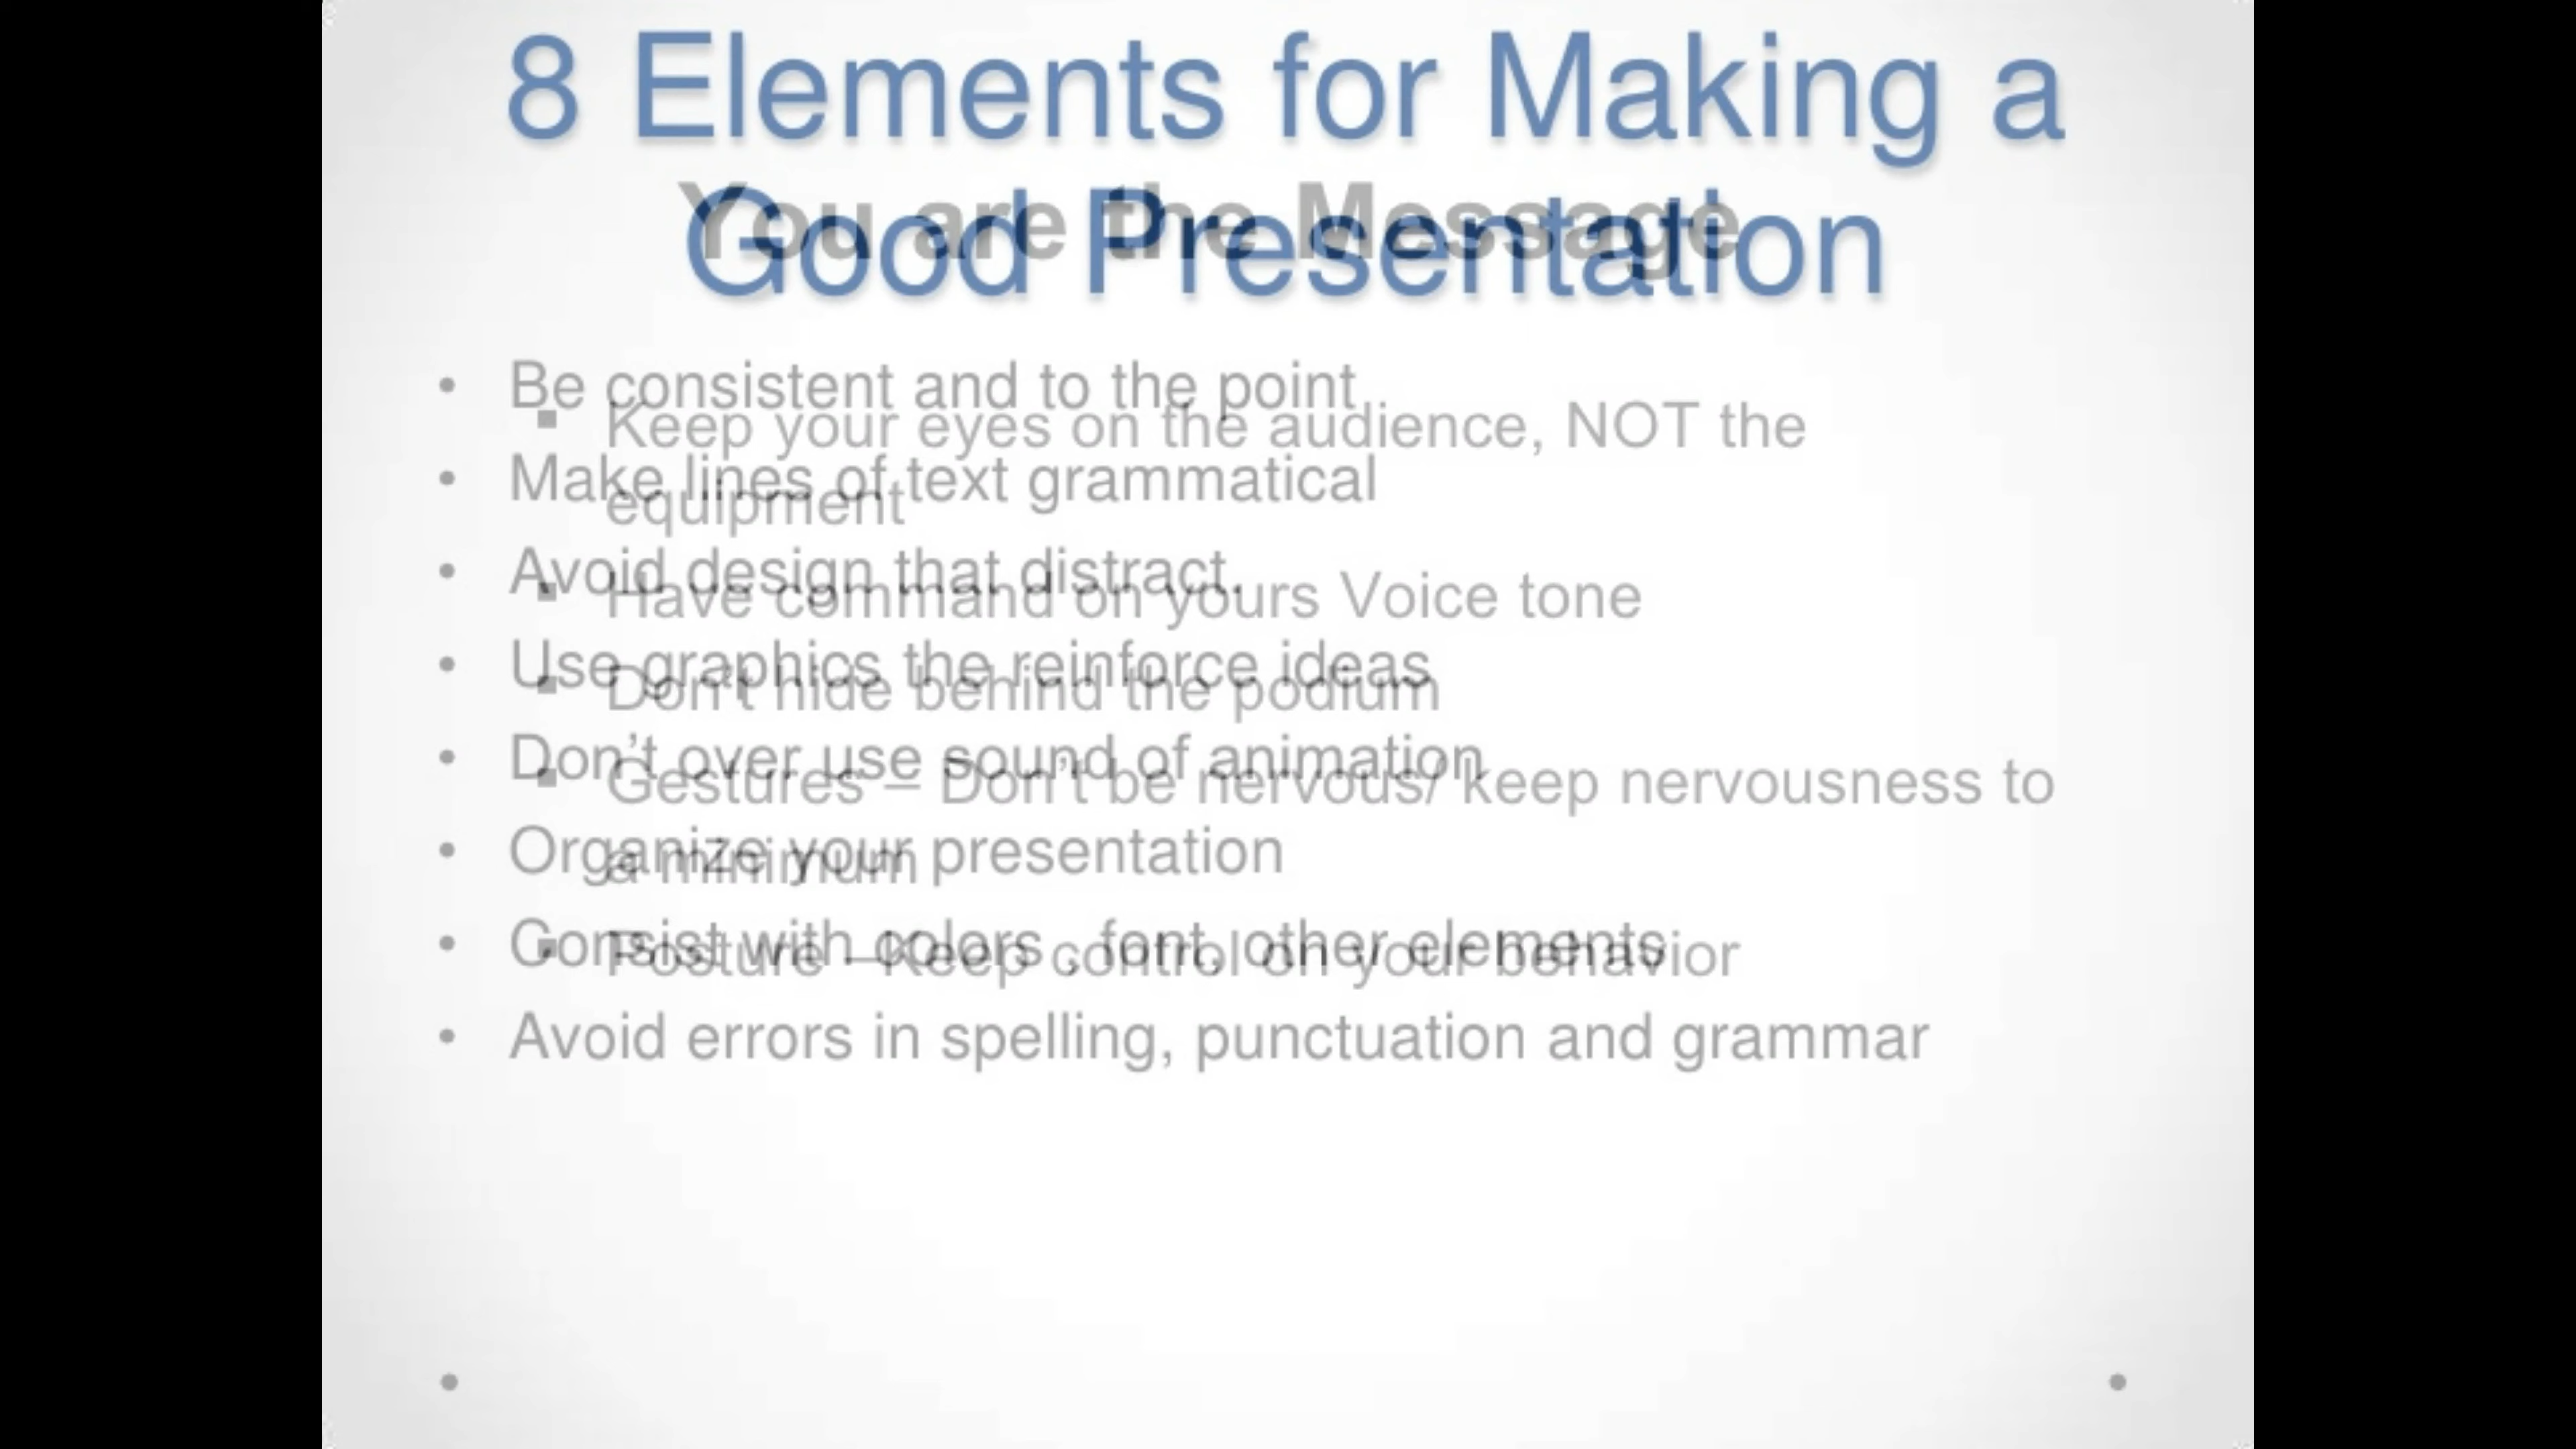 8 Elements for Making a
Good Presentation
You are the Message
• Be consistent and to the point
• Make lines of text grammatical
• Avoid design that distract.
• Use graphics the reinforce ideas
• Don't over use sound of animation
• Organize your presentation
• Consist with colors , font, other elements
• Avoid errors in spelling, punctuation and grammar
▪ Keep your eyes on the audience, NOT the
equipment
▪ Have command on yours Voice tone
▪ Don't hide behind the podium
▪ Gestures – Don't be nervous/ keep nervousness to
a minimum
▪ Posture –Keep control on your behavior